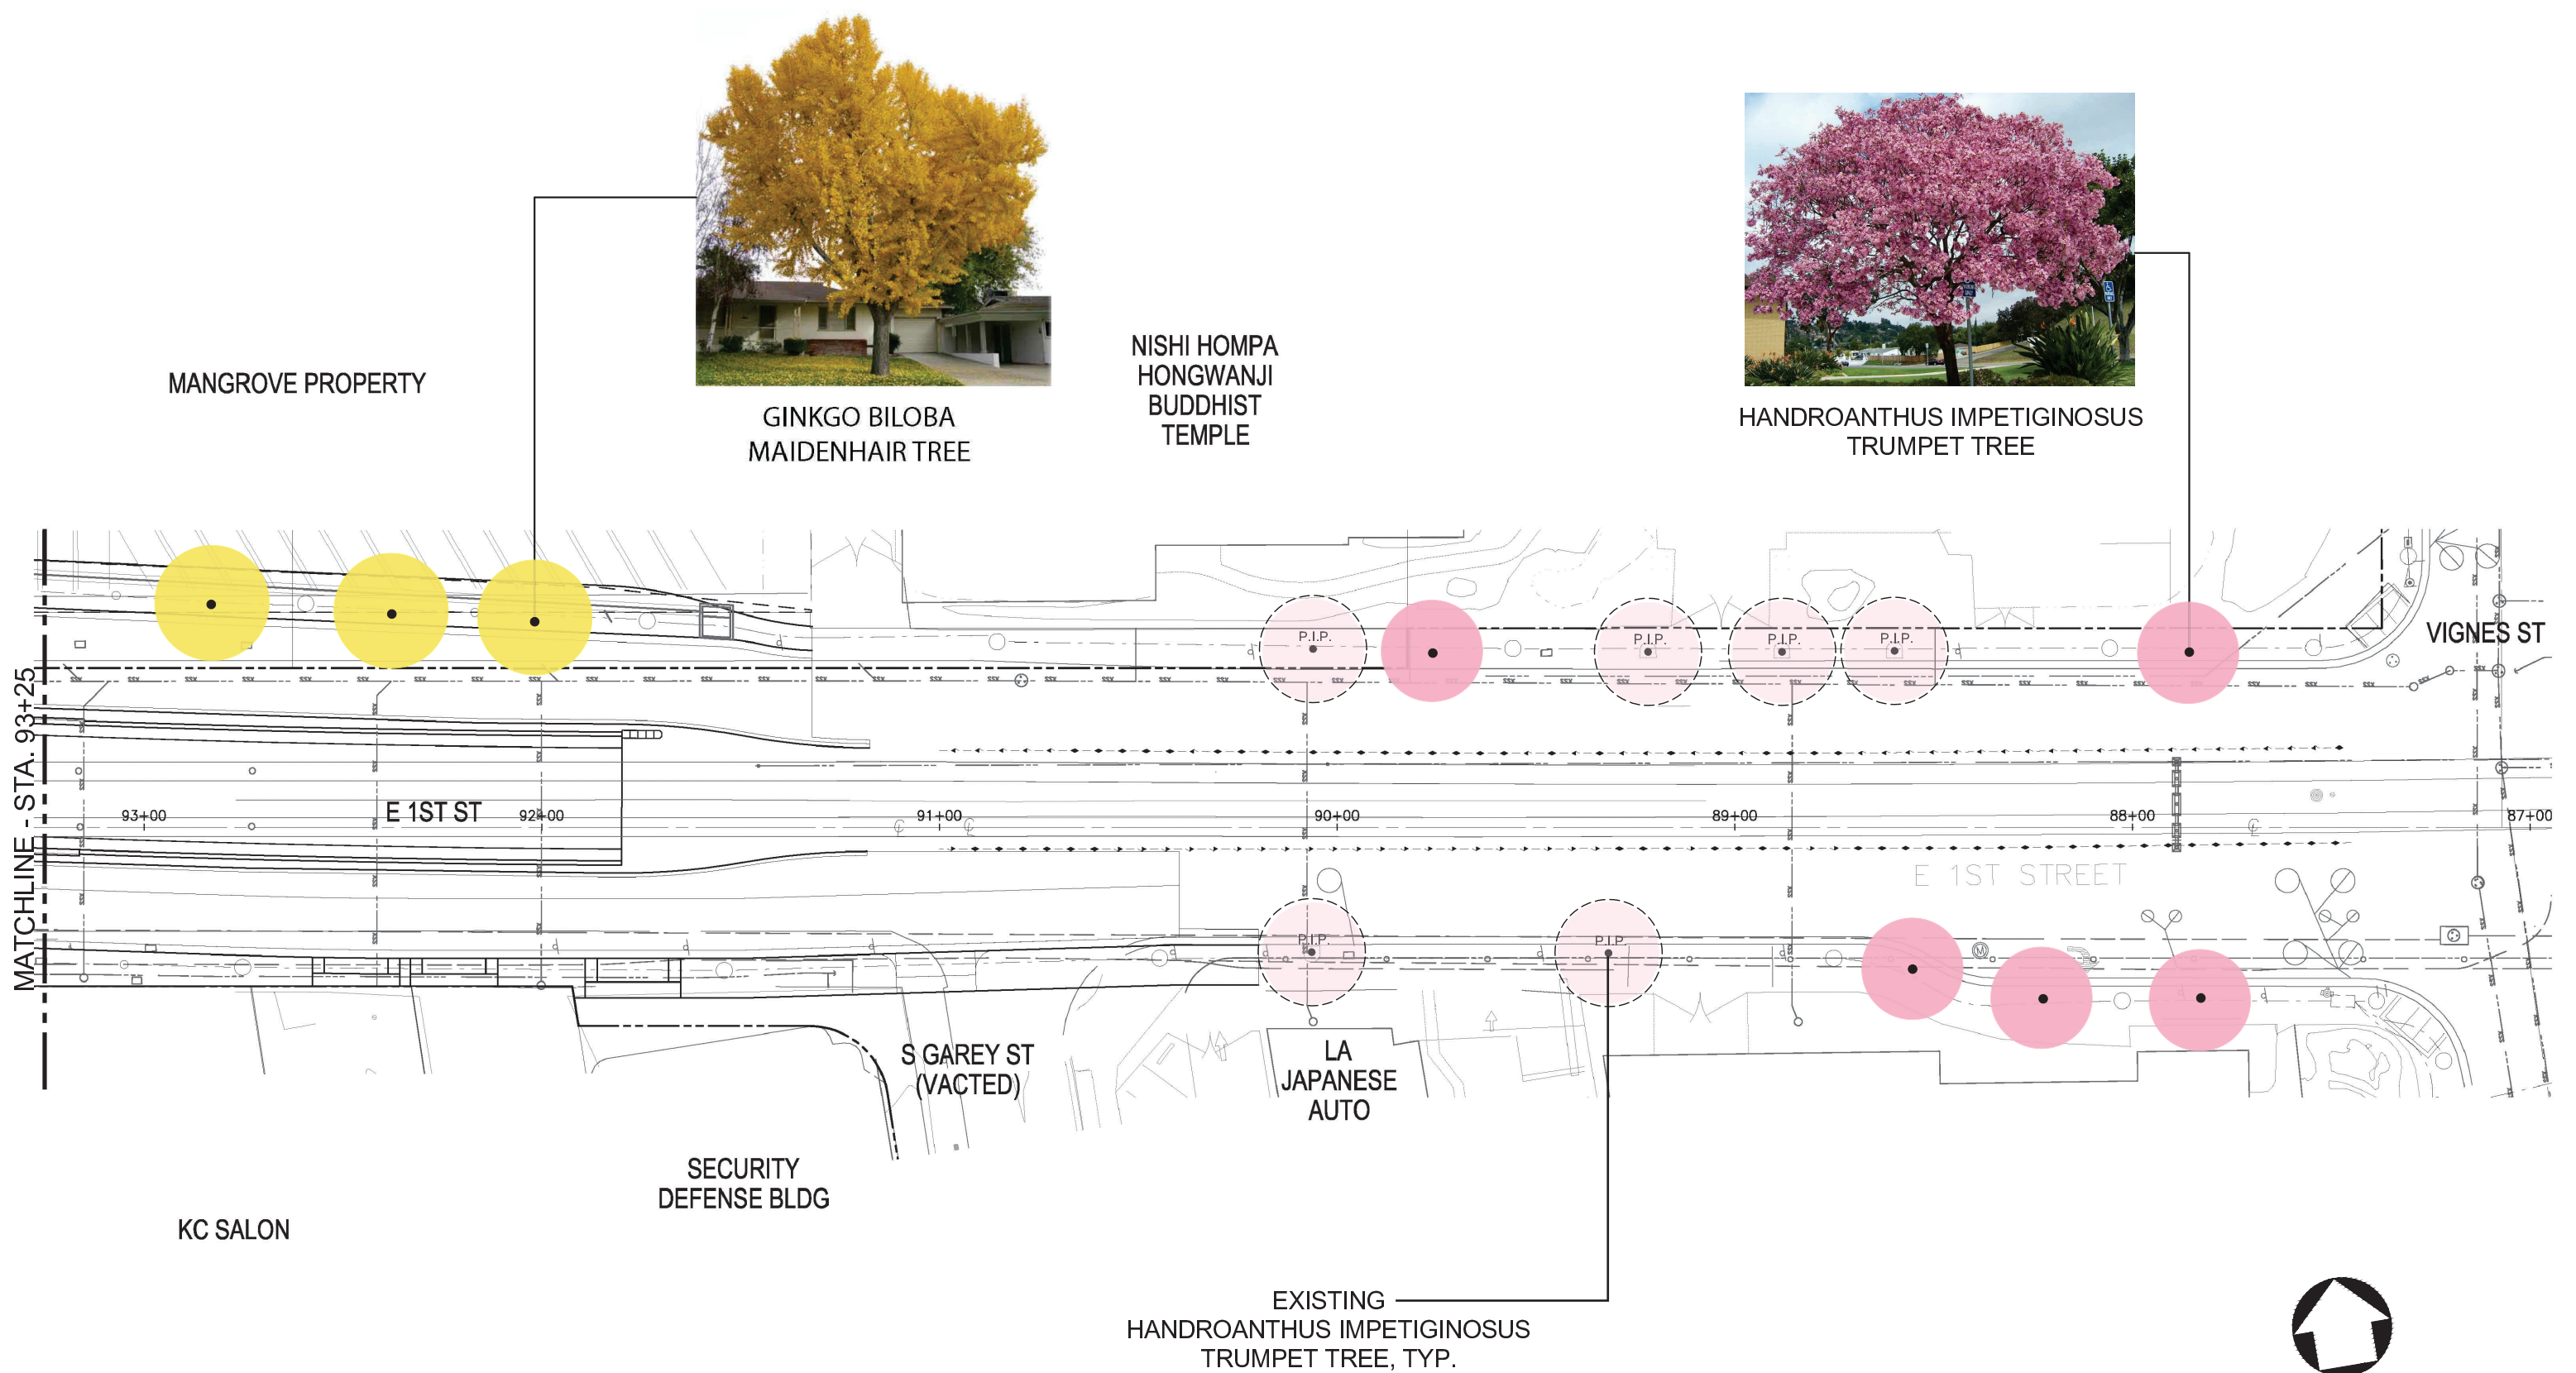 MANGROVE PROPERTY
GINKGO BILOBA
MAIDENHAIR TREE
NISHI HOMPA
HONGWANJI
BUDDHIST
TEMPLE
HANDROANTHUS IMPETIGINOSUS
TRUMPET TREE
P.I.P.
P.I.P.
P.I.P.
P.I.P.
VIGNES ST
MATCHLINE - STA. 93+25
93+00
E 1ST ST
92+00
91+00
90+00
89+00
88+00
87+00
E 1ST STREET
P.I.P.
P.I.P.
S GAREY ST
(VACTED)
LA
JAPANESE
AUTO
SECURITY
DEFENSE BLDG
KC SALON
EXISTING
HANDROANTHUS IMPETIGINOSUS
TRUMPET TREE, TYP.